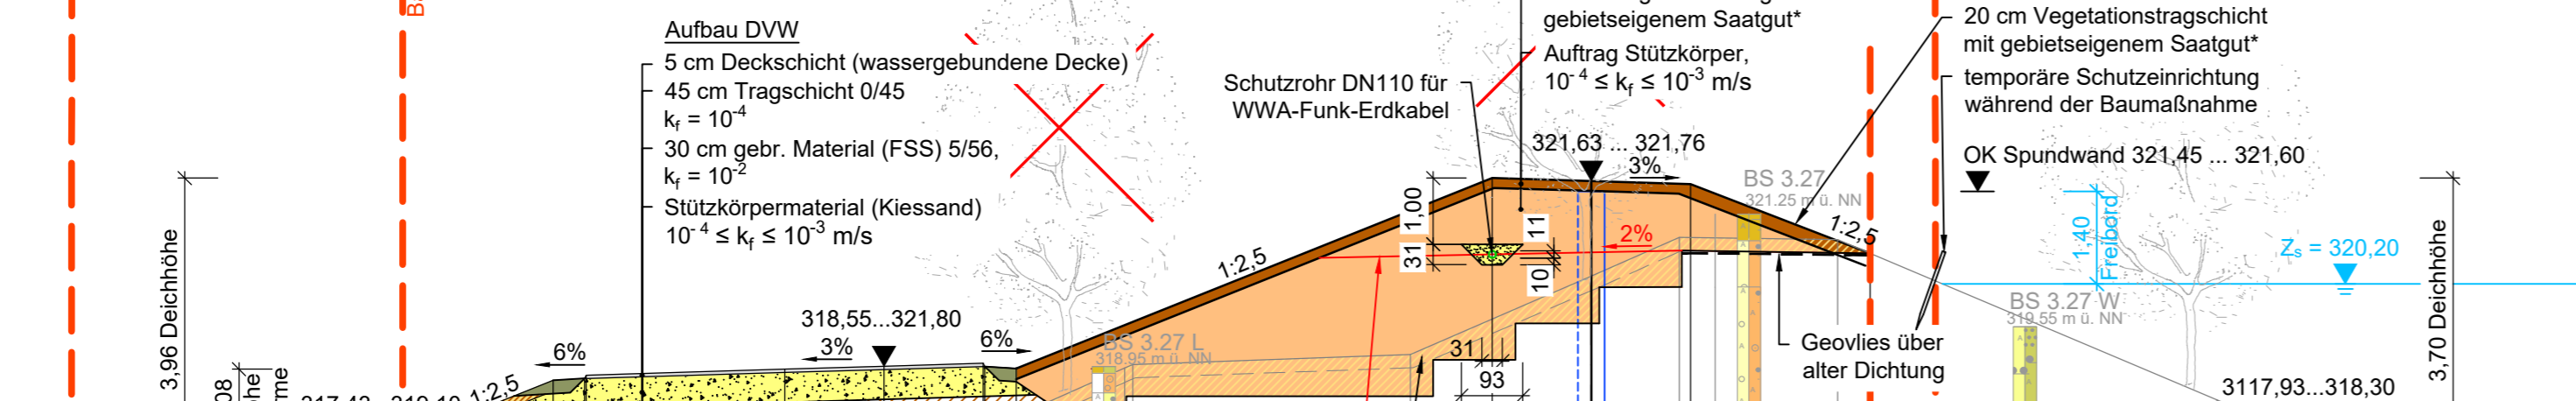 Aufbau DVW
5 cm Deckschicht (wassergebundene Decke)
45 cm Tragschicht 0/45
kf = 10-4
30 cm gebr. Material (FSS) 5/56,
kf = 10-2
Stützkörpermaterial (Kiessand)
10- 4 ≤ kf ≤ 10-3 m/s
3,96 Deichhöhe
318,55...321,80
3%
6%
6%
1:2,5
1:2,5
BS 3.27 L
318.95 m ü. NN
Schutzrohr DN110 für
WWA-Funk-Erdkabel
gebietseigenem Saatgut*
Auftrag Stützkörper,
10- 4 ≤ kf ≤ 10-3 m/s
321,63 ... 321,76
3%
1,00
31
11
10
2%
31
93
BS 3.27
321.25 m ü. NN
1:2,5
20 cm Vegetationstragschicht
mit gebietseigenem Saatgut*
temporäre Schutzeinrichtung
während der Baumaßnahme
OK Spundwand 321,45 ... 321,60
1,40
Freibord
Zs = 320,20
BS 3.27 W
319.55 m ü. NN
Geovlies über
alter Dichtung
3117,93...318,30
3,70 Deichhöhe